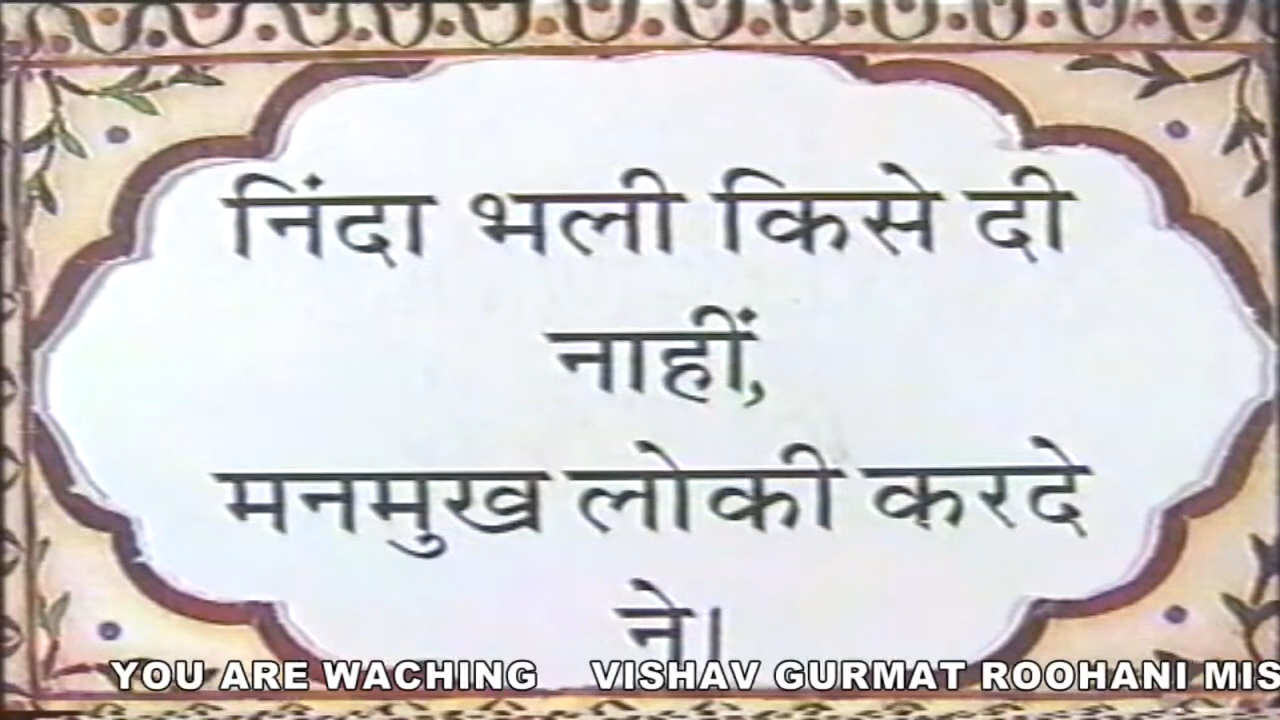 निंदा भली किसे दी
नाहीं,
मनमुख लोकी करदे
ने।
YOU ARE WACHING VISHAV GURMAT ROOHANI MIS